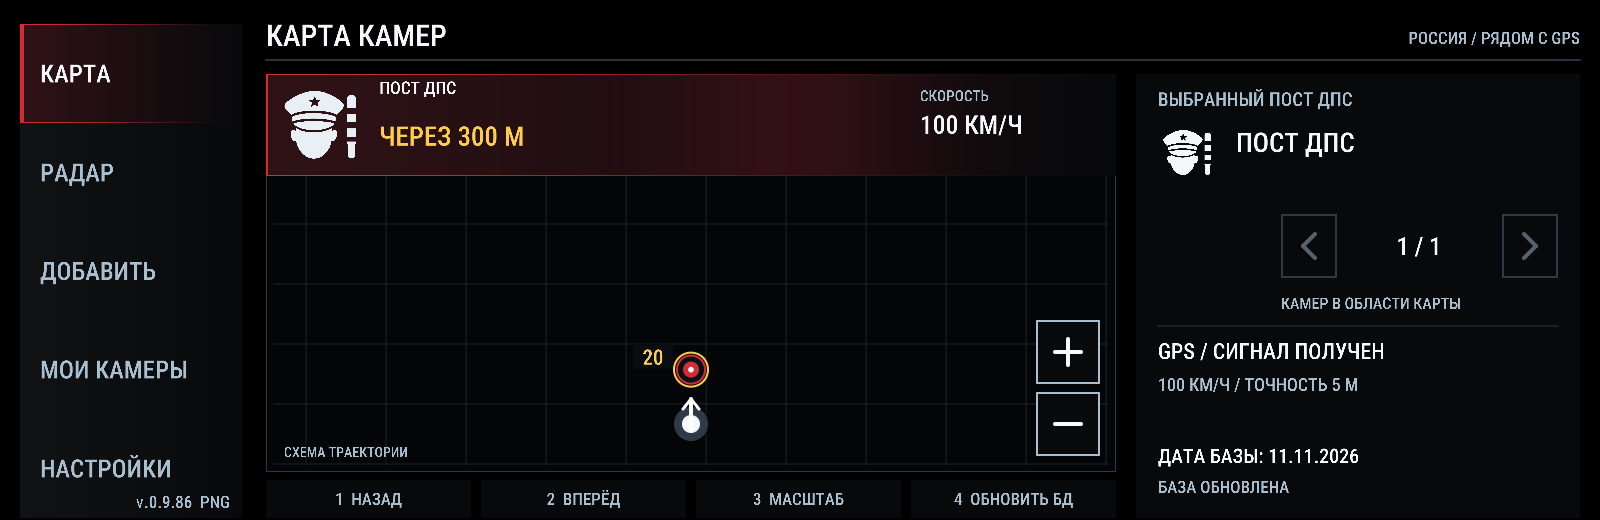 КАРТА
РАДАР
ДОБАВИТЬ
МОИ КАМЕРЫ
НАСТРОЙКИ
v.0.9.86 PNG
КАРТА КАМЕР
РОССИЯ / РЯДОМ С GPS
ПОСТ ДПС
ЧЕРЕЗ 300 М
СКОРОСТЬ
100 КМ/Ч
20
СХЕМА ТРАЕКТОРИИ
1 НАЗАД
2 ВПЕРЁД
3 МАСШТАБ
4 ОБНОВИТЬ БД
ВЫБРАННЫЙ ПОСТ ДПС
ПОСТ ДПС
1 / 1
КАМЕР В ОБЛАСТИ КАРТЫ
GPS / СИГНАЛ ПОЛУЧЕН
100 КМ/Ч / ТОЧНОСТЬ 5 М
ДАТА БАЗЫ: 11.11.2026
БАЗА ОБНОВЛЕНА